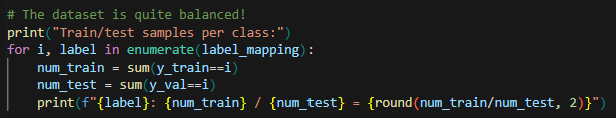 # The dataset is quite balanced!
print("Train/test samples per class:")
for i, label in enumerate(label_mapping):
    num_train = sum(y_train==i)
    num_test = sum(y_val==i)
    print(f"{label}: {num_train} / {num_test} = {round(num_train/num_test, 2)}")